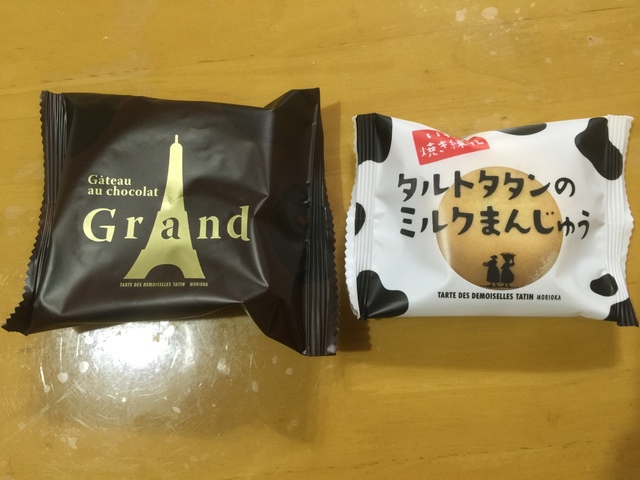 Gâteau
au chocolat
Grand
TARTE DES DEMOISELLES TATIN MORIOKA
タルトタタンの
ミルクまんじゅう
TARTE DES DEMOISELLES TATIN MORIOKA